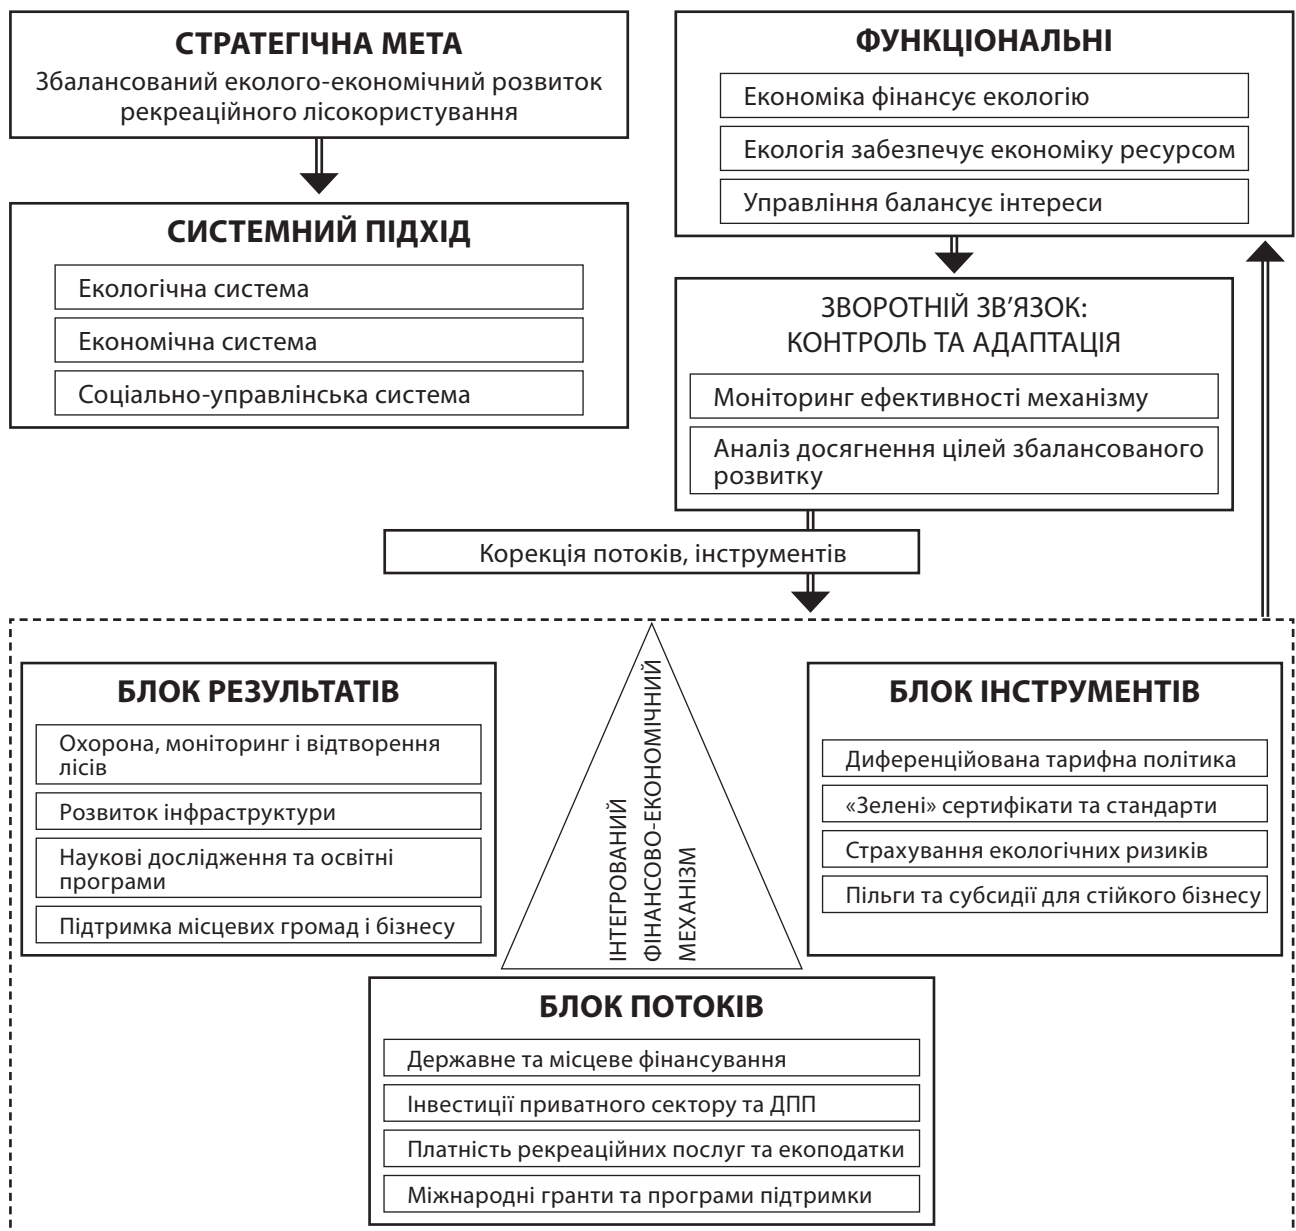 СТРАТЕГІЧНА МЕТА
Збалансований еколого-економічний розвиток
рекреаційного лісокористування
СИСТЕМНИЙ ПІДХІД
Екологічна система
Економічна система
Соціально-управлінська система
ФУНКЦІОНАЛЬНІ
Економіка фінансує екологію
Екологія забезпечує економіку ресурсом
Управління балансує інтереси
ЗВОРОТНІЙ ЗВ’ЯЗОК:
КОНТРОЛЬ ТА АДАПТАЦІЯ
Моніторинг ефективності механізму
Аналіз досягнення цілей збалансованого
розвитку
Корекція потоків, інструментів
БЛОК РЕЗУЛЬТАТІВ
Охорона, моніторинг і відтворення
лісів
Розвиток інфраструктури
Наукові дослідження та освітні
програми
Підтримка місцевих громад і бізнесу
ІНТЕГРОВАНИЙ
ФІНАНСОВО-ЕКОНОМІЧНИЙ
МЕХАНІЗМ
БЛОК ІНСТРУМЕНТІВ
Диференційована тарифна політика
«Зелені» сертифікати та стандарти
Страхування екологічних ризиків
Пільги та субсидії для стійкого бізнесу
БЛОК ПОТОКІВ
Державне та місцеве фінансування
Інвестиції приватного сектору та ДПП
Платність рекреаційних послуг та екоподатки
Міжнародні гранти та програми підтримки